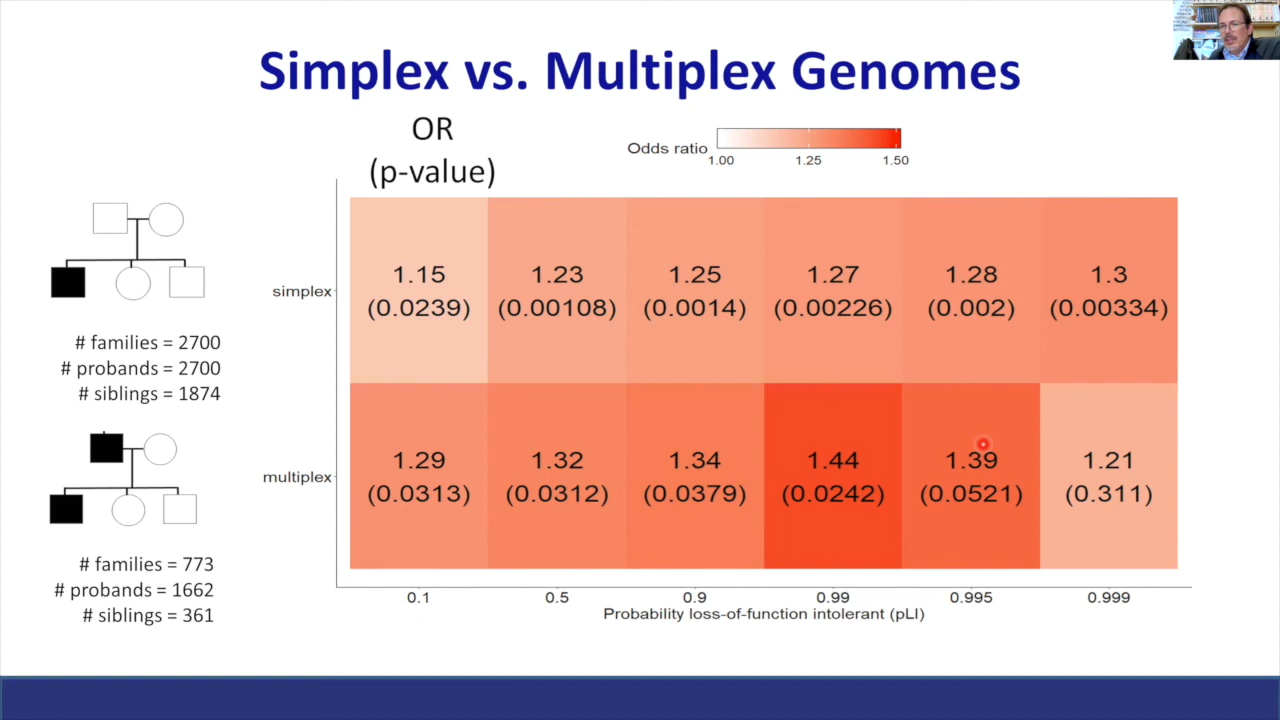 Simplex vs. Multiplex Genomes
OR
(p-value)
Odds ratio
1.00 1.25 1.50
# families = 2700
# probands = 2700
# siblings = 1874
# families = 773
# probands = 1662
# siblings = 361
simplex
1.15 1.23 1.25 1.27 1.28 1.3
(0.0239) (0.00108) (0.0014) (0.00226) (0.002) (0.00334)
multiplex
1.29 1.32 1.34 1.44 1.39 1.21
(0.0313) (0.0312) (0.0379) (0.0242) (0.0521) (0.311)
0.1 0.5 0.9 0.99 0.995 0.999
Probability loss-of-function intolerant (pLI)